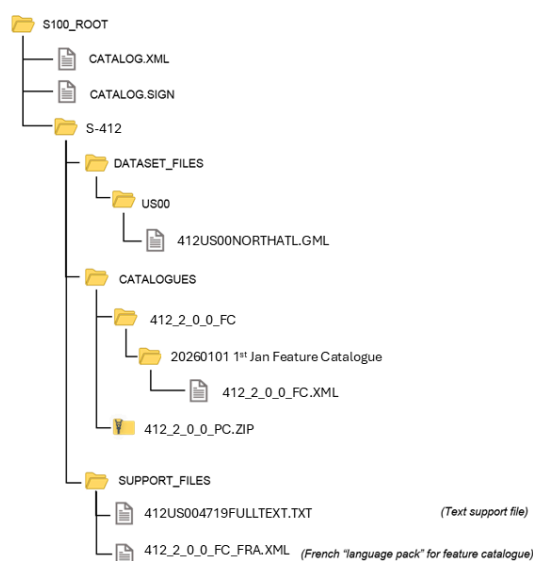 S100_ROOT
CATALOG.XML
CATALOG.SIGN
S-412
DATASET_FILES
US00
412US00NORTHATL.GML
CATALOGUES
412_2_0_0_FC
20260101 1st Jan Feature Catalogue
412_2_0_0_FC.XML
412_2_0_0_PC.ZIP
SUPPORT_FILES
412US004719FULLTEXT.TXT (Text support file)
412_2_0_0_FC_FRA.XML (French "language pack" for feature catalogue)